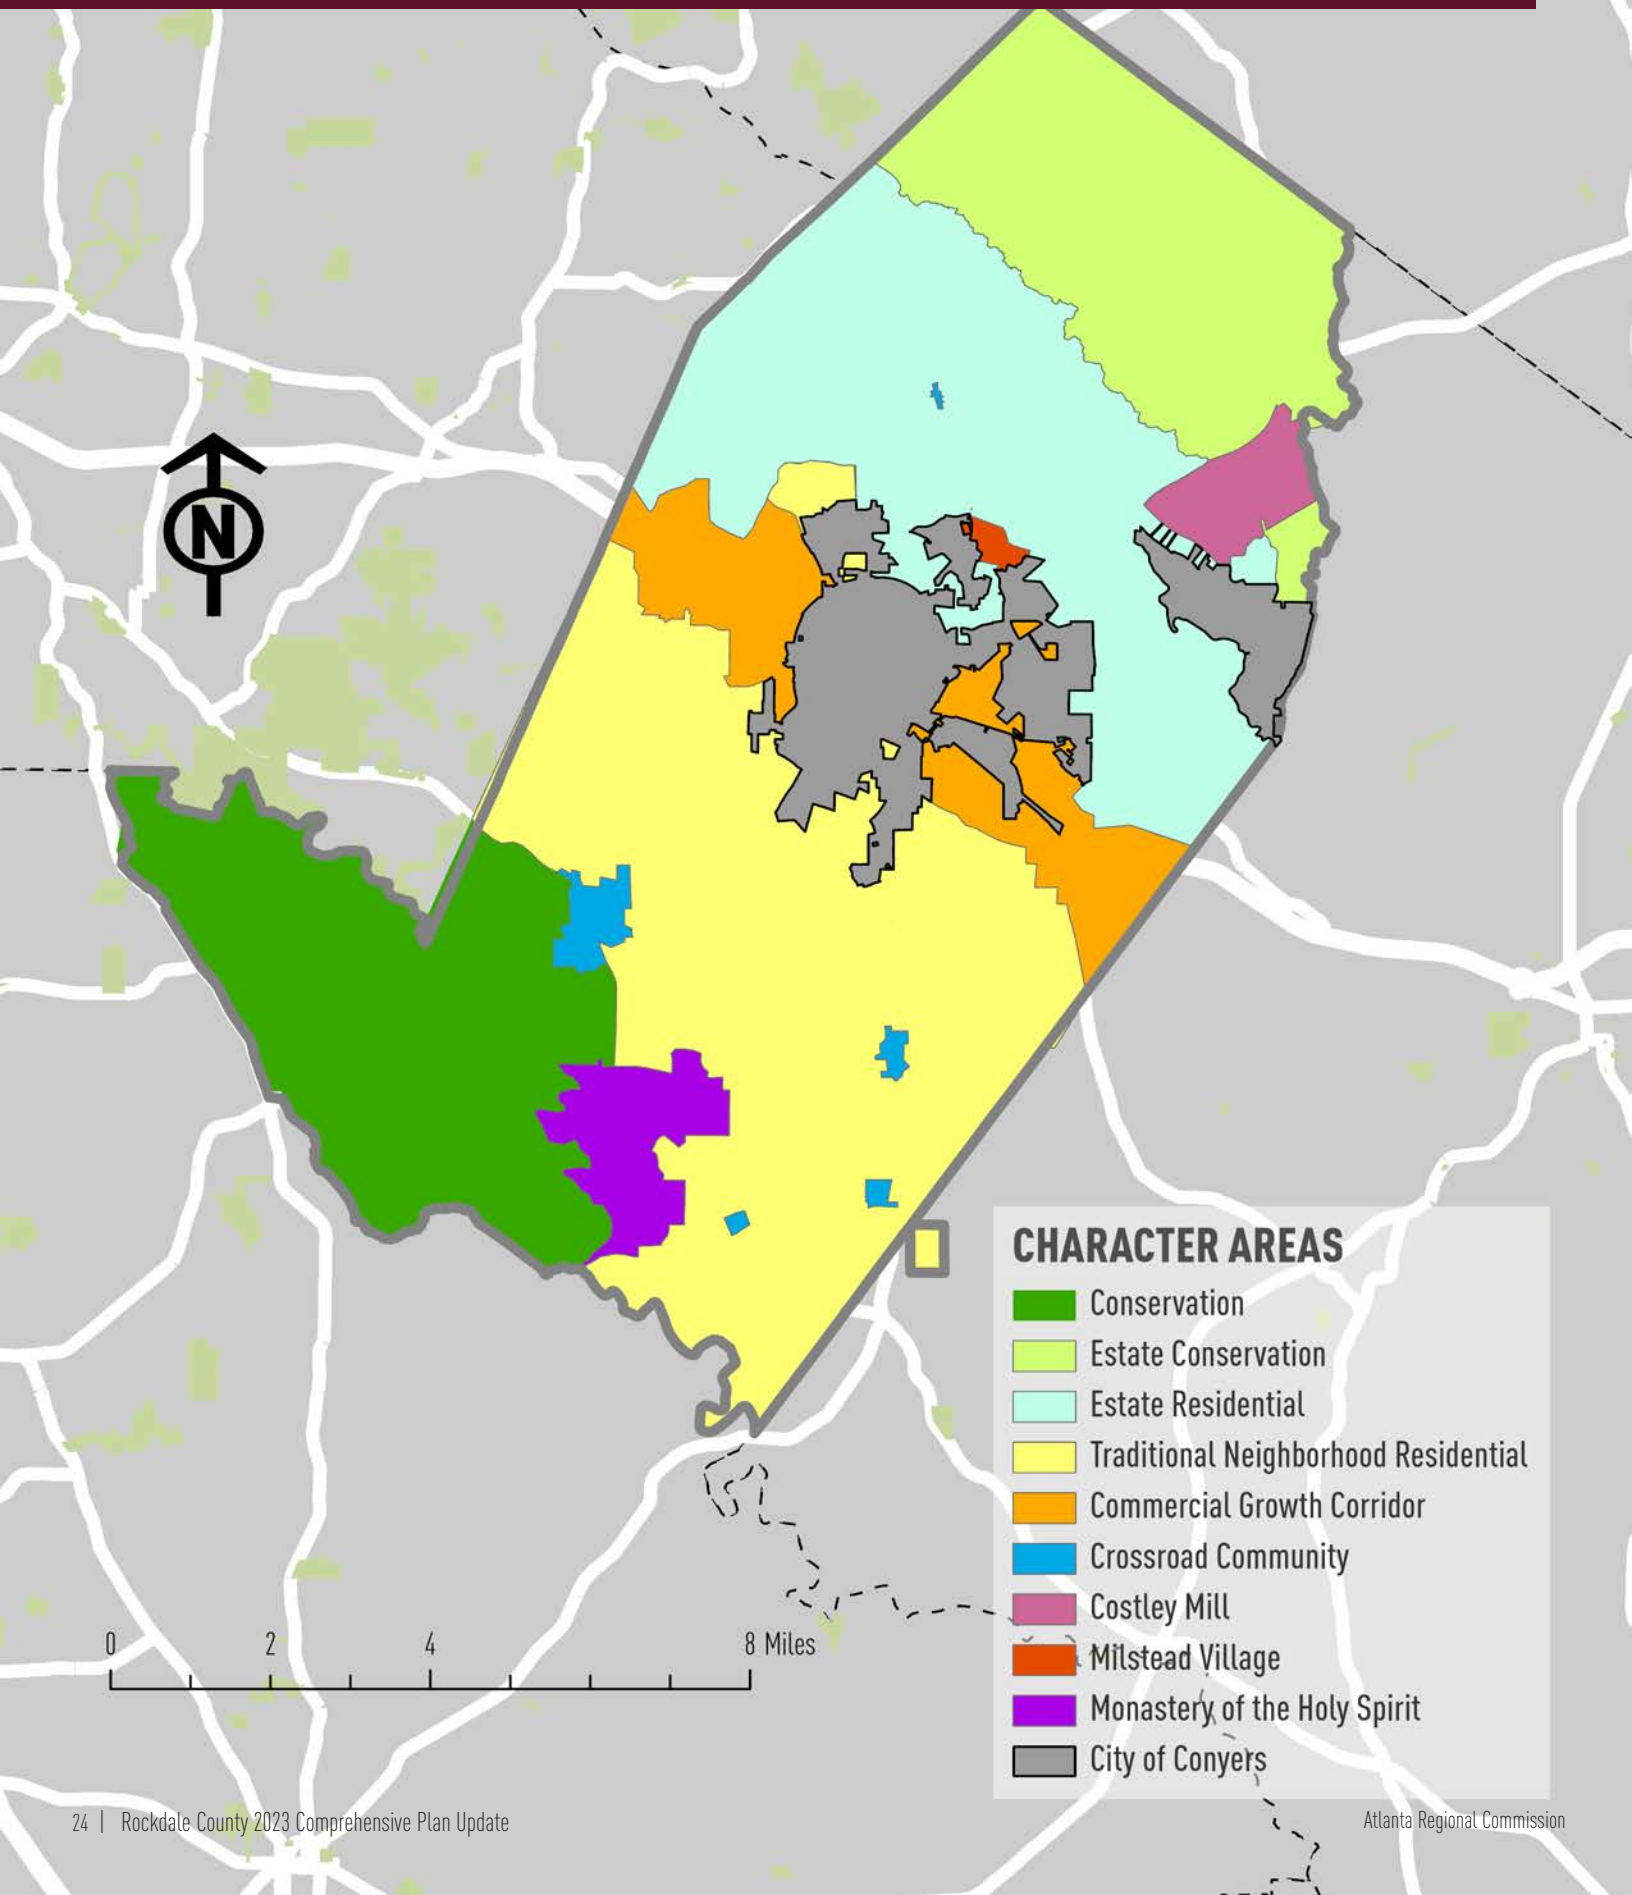 N
CHARACTER AREAS
Conservation
Estate Conservation
Estate Residential
Traditional Neighborhood Residential
Commercial Growth Corridor
Crossroad Community
Costley Mill
Milstead Village
Monastery of the Holy Spirit
City of Conyers
0 2 4 8 Miles
24 | Rockdale County 2023 Comprehensive Plan Update
Atlanta Regional Commission